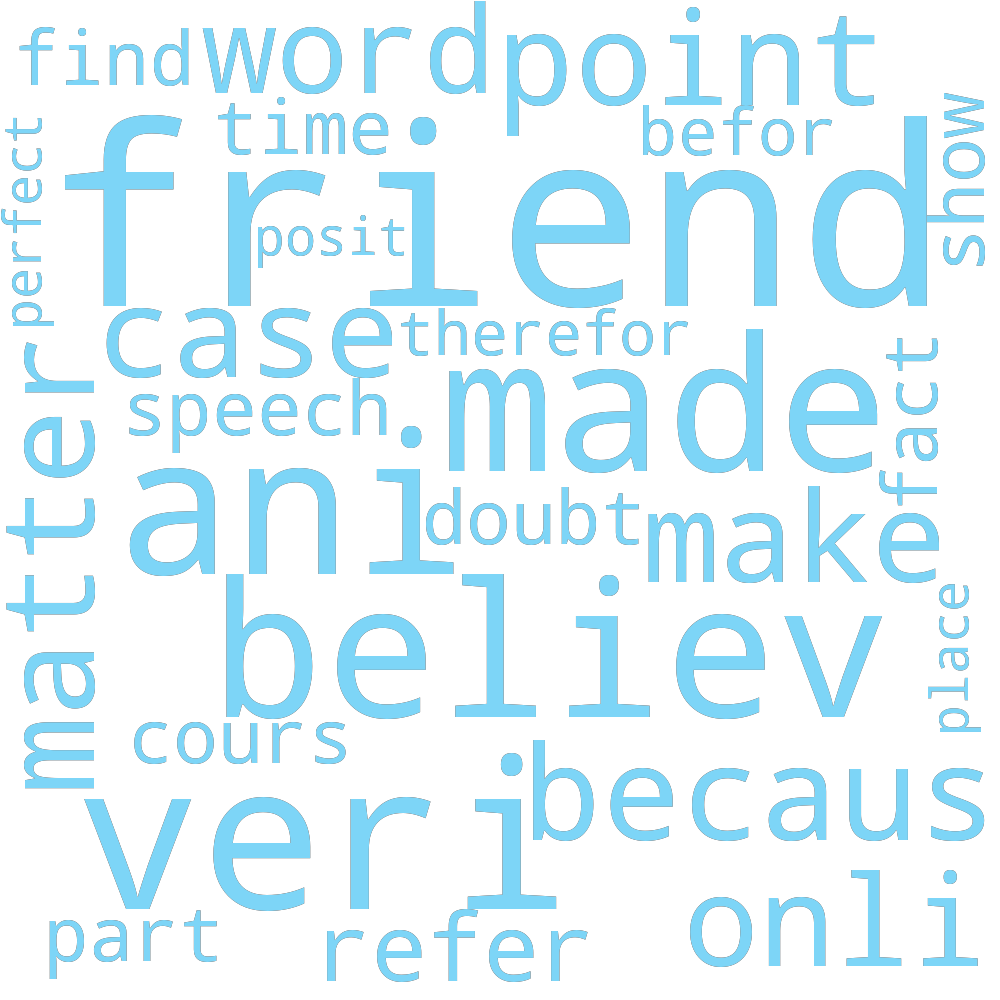 find
word
point
time
befor
show
perfect
friend
posit
case
therefor
made
speech
fact
matter
ani
doubt
make
believ
place
cours
becaus
veri
onli
part
refer